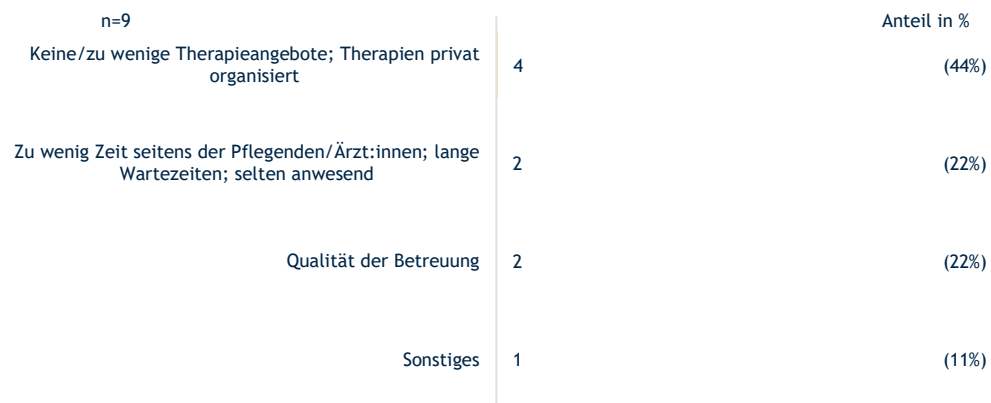 n=9 Anteil in %
Keine/zu wenige Therapieangebote; Therapien privat
organisiert
4 (44%)
Zu wenig Zeit seitens der Pflegenden/Ärzt:innen; lange
Wartezeiten; selten anwesend
2 (22%)
Qualität der Betreuung 2 (22%)
Sonstiges 1 (11%)